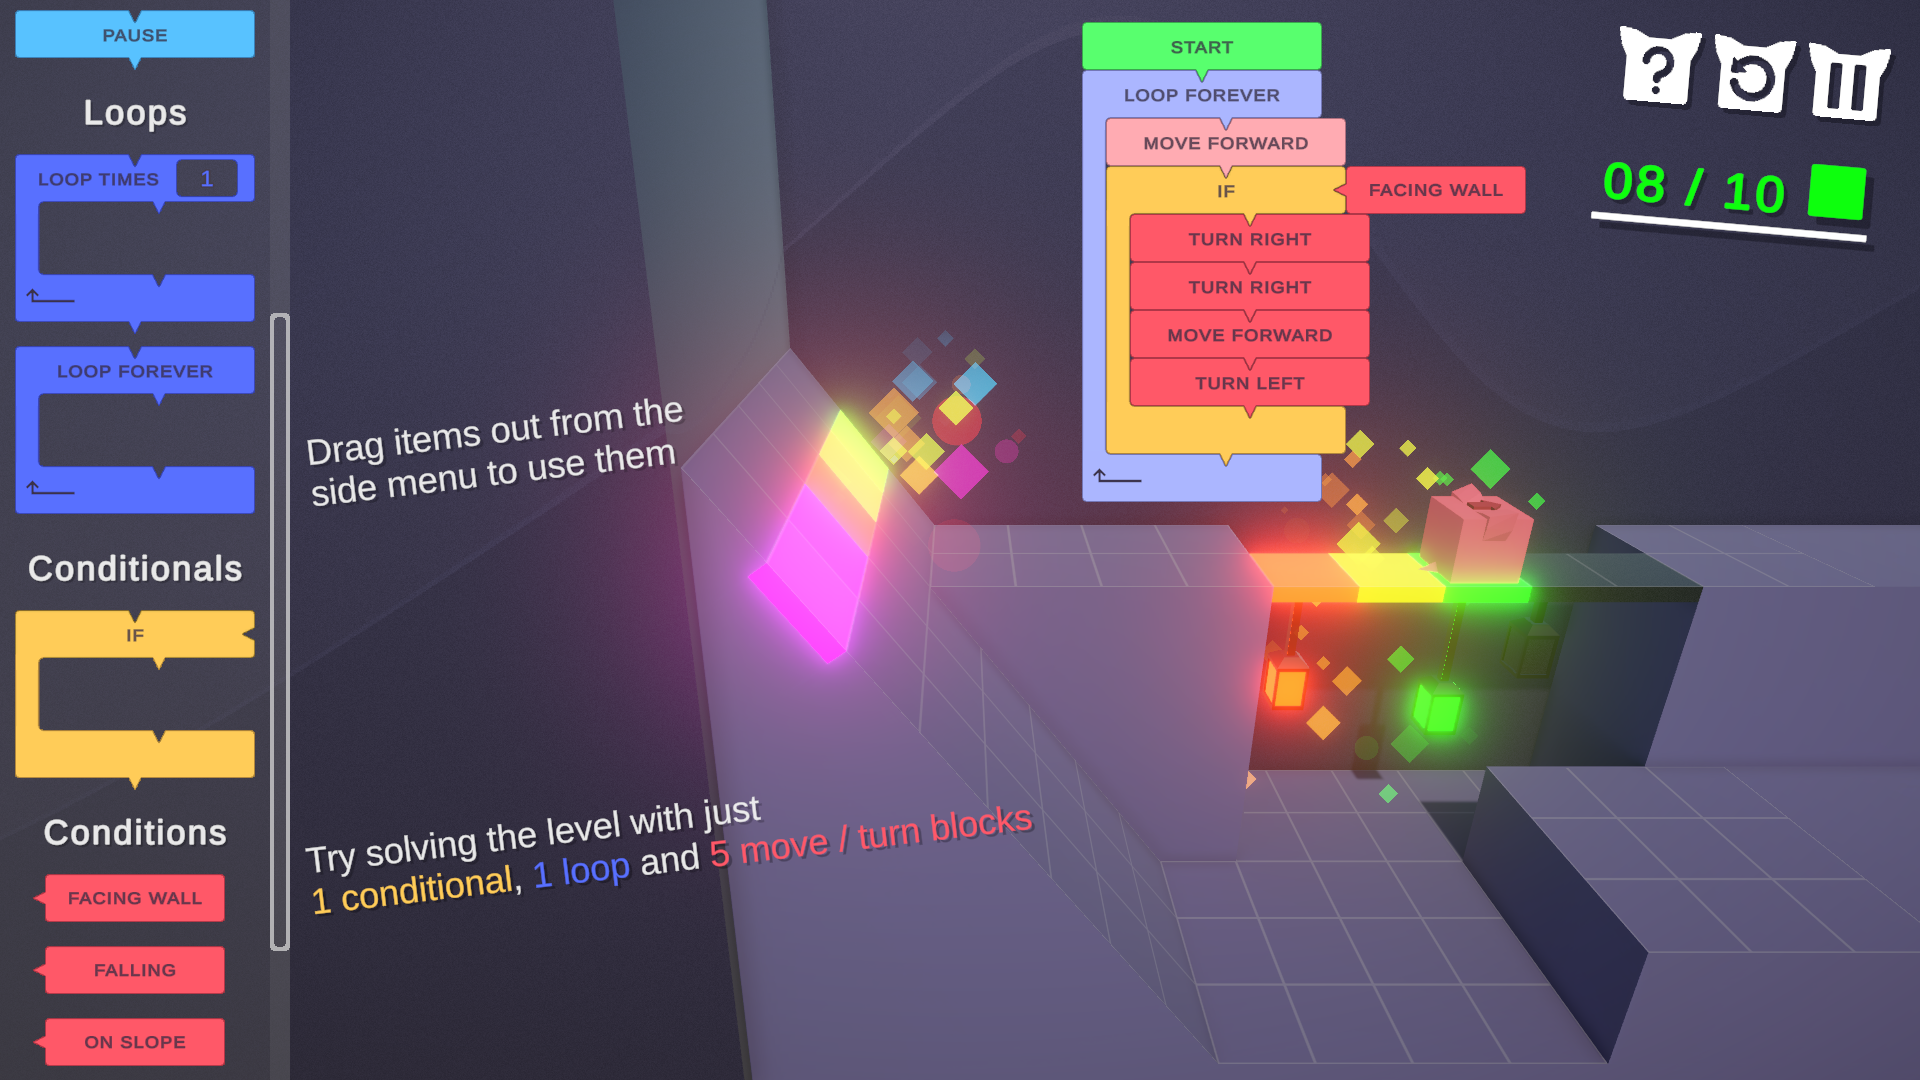 PAUSE
Loops
LOOP TIMES 1
LOOP FOREVER
Conditionals
IF
Conditions
FACING WALL
FALLING
ON SLOPE
Drag items out from the
side menu to use them
Try solving the level with just
1 conditional, 1 loop and 5 move / turn blocks
START
LOOP FOREVER
MOVE FORWARD
IF FACING WALL
TURN RIGHT
TURN RIGHT
MOVE FORWARD
TURN LEFT
?
08 / 10